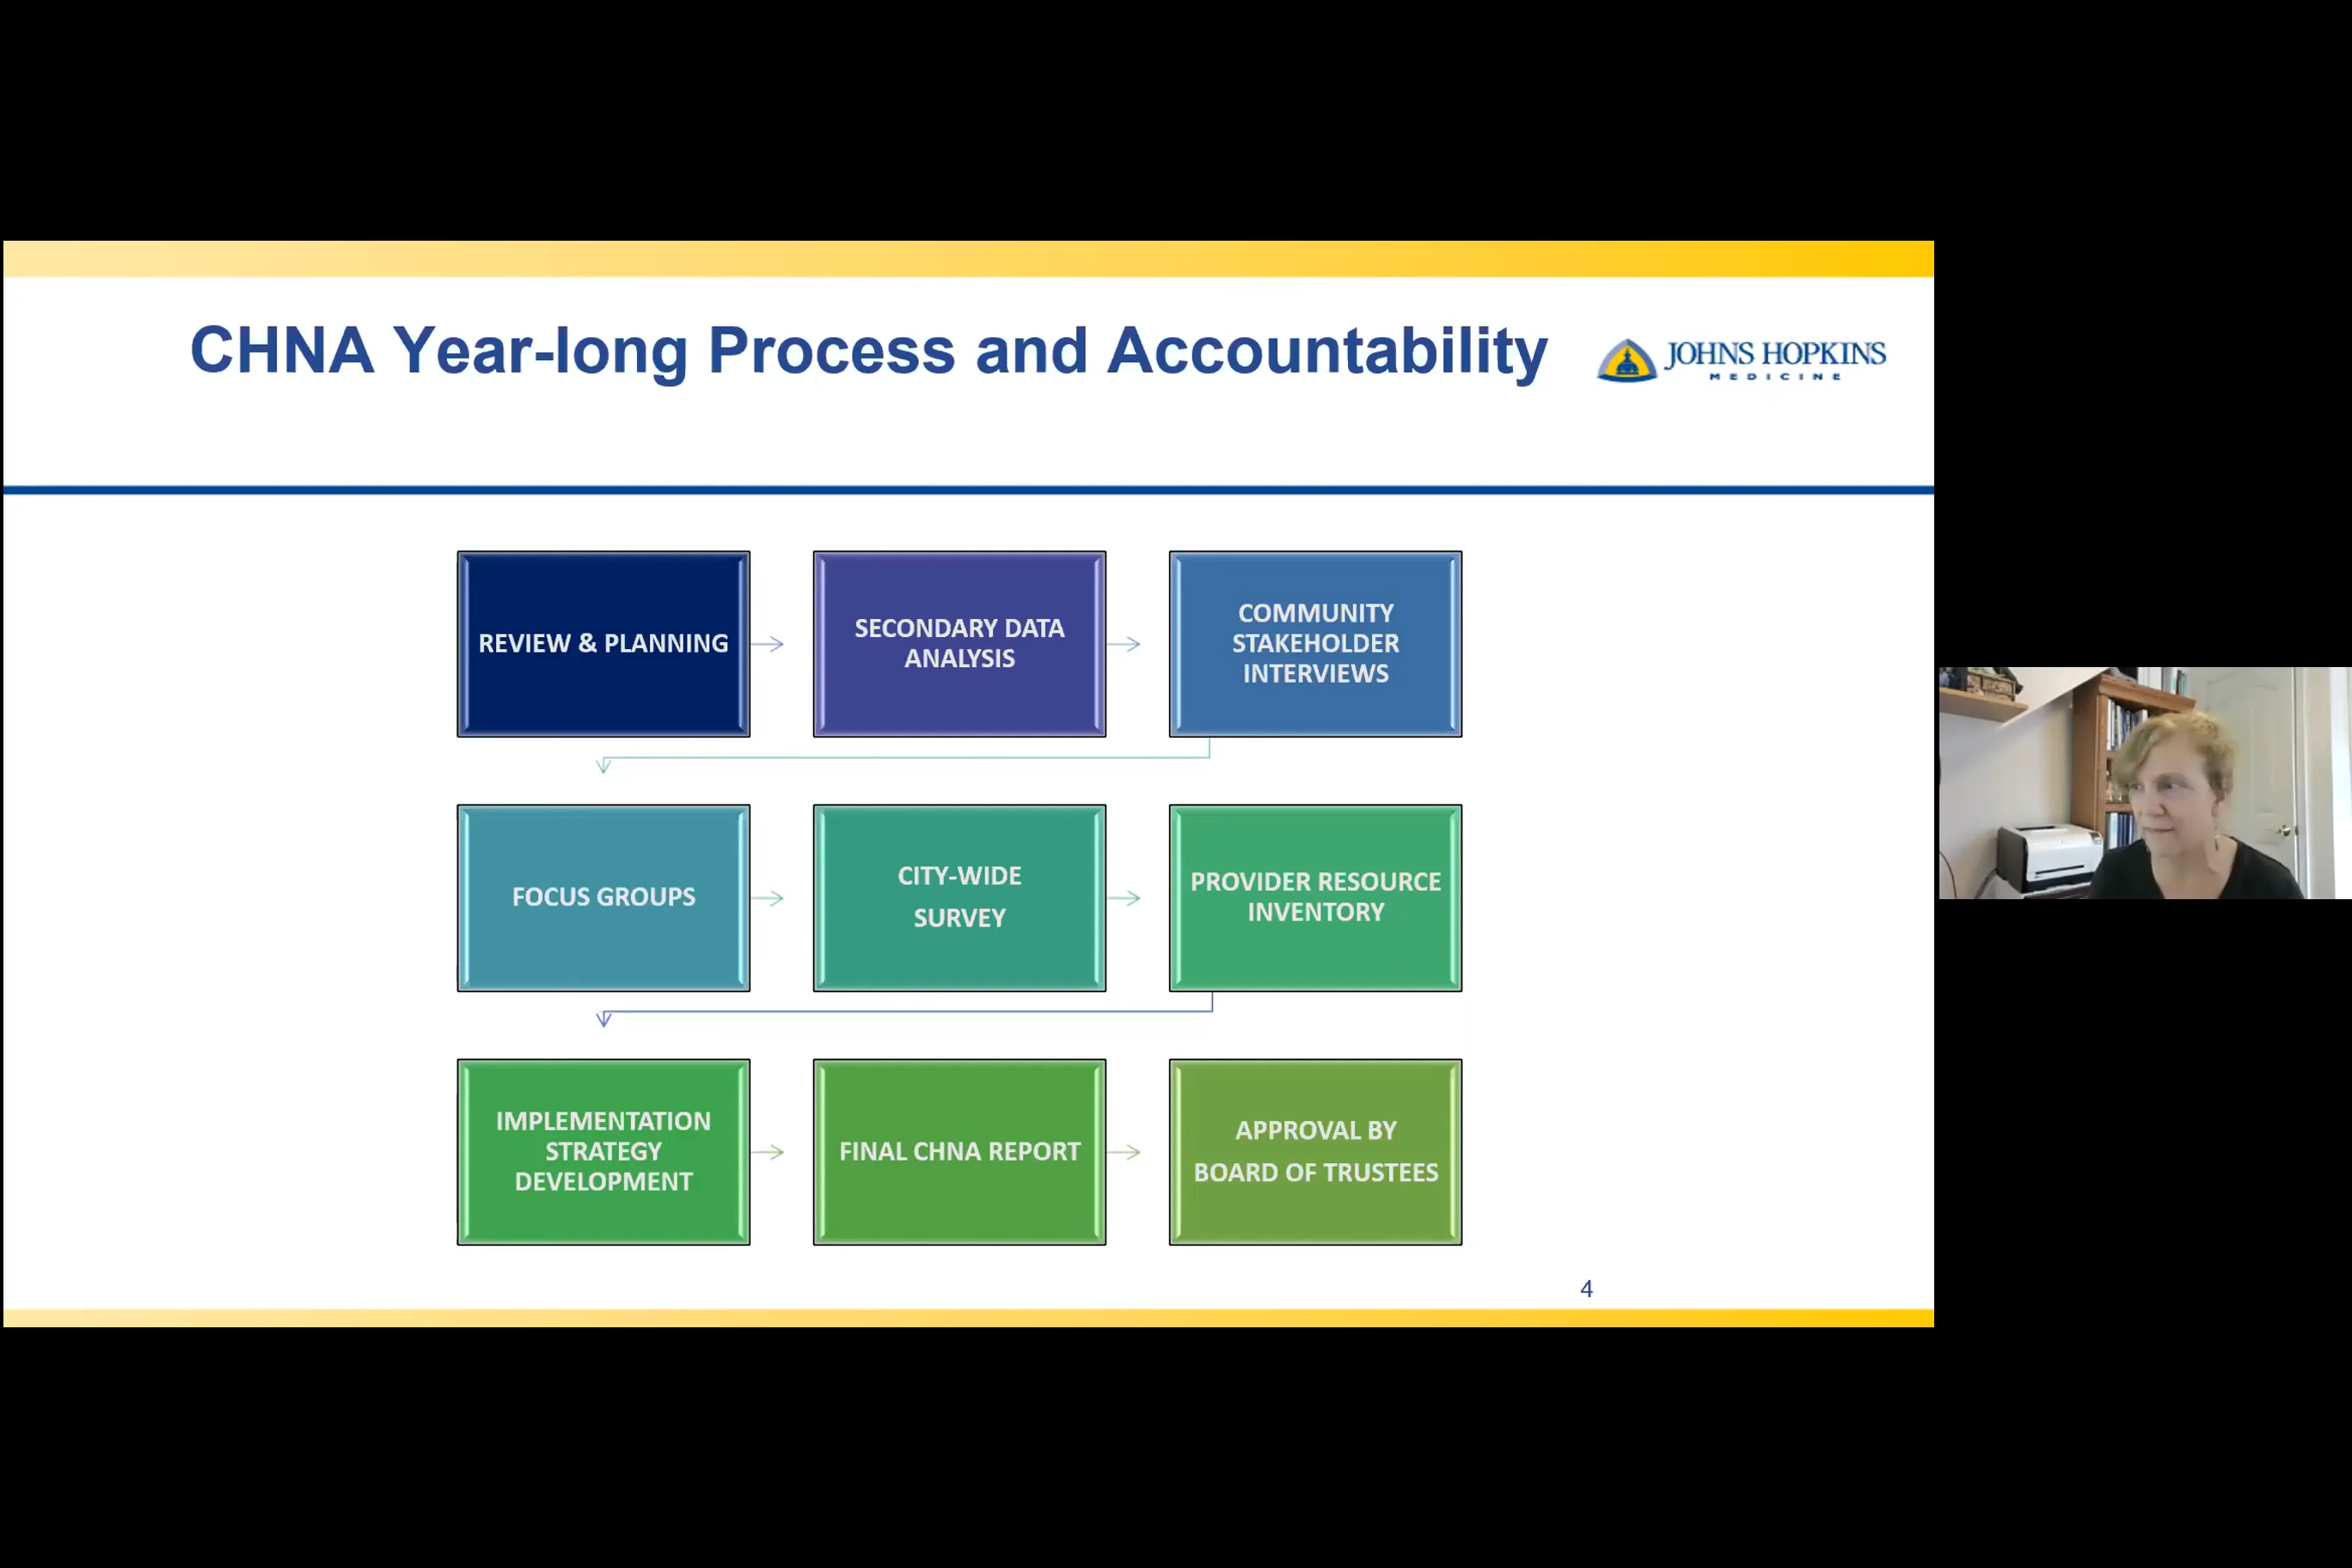 CHNA Year-long Process and Accountability
JOHNS HOPKINS
MEDICINE
REVIEW & PLANNING
SECONDARY DATA
ANALYSIS
COMMUNITY
STAKEHOLDER
INTERVIEWS
FOCUS GROUPS
CITY-WIDE
SURVEY
PROVIDER RESOURCE
INVENTORY
IMPLEMENTATION
STRATEGY
DEVELOPMENT
FINAL CHNA REPORT
APPROVAL BY
BOARD OF TRUSTEES
4